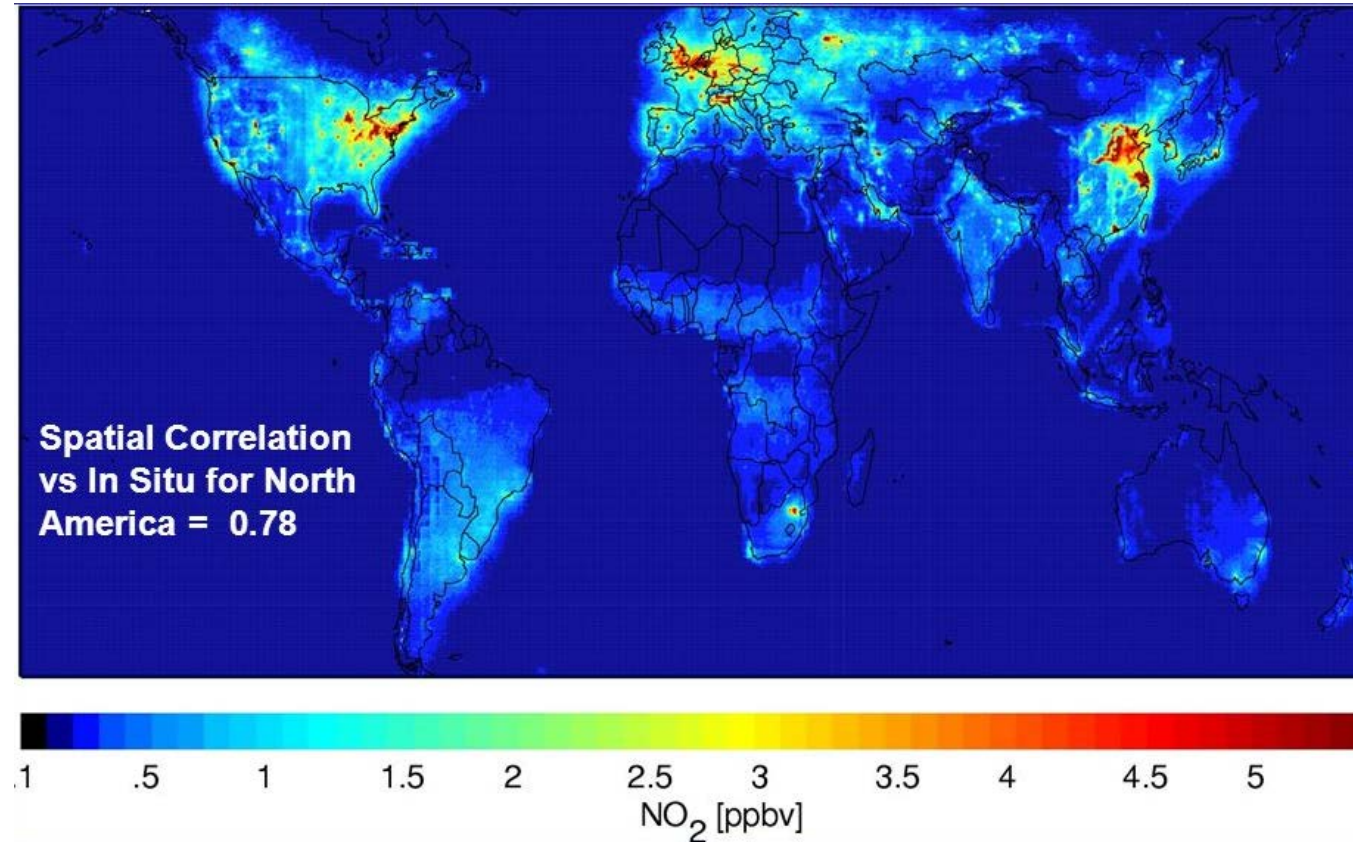 Spatial Correlation
vs In Situ for North
America = 0.78
.1 .5 1 1.5 2 2.5 3 3.5 4 4.5 5
NO2 [ppbv]